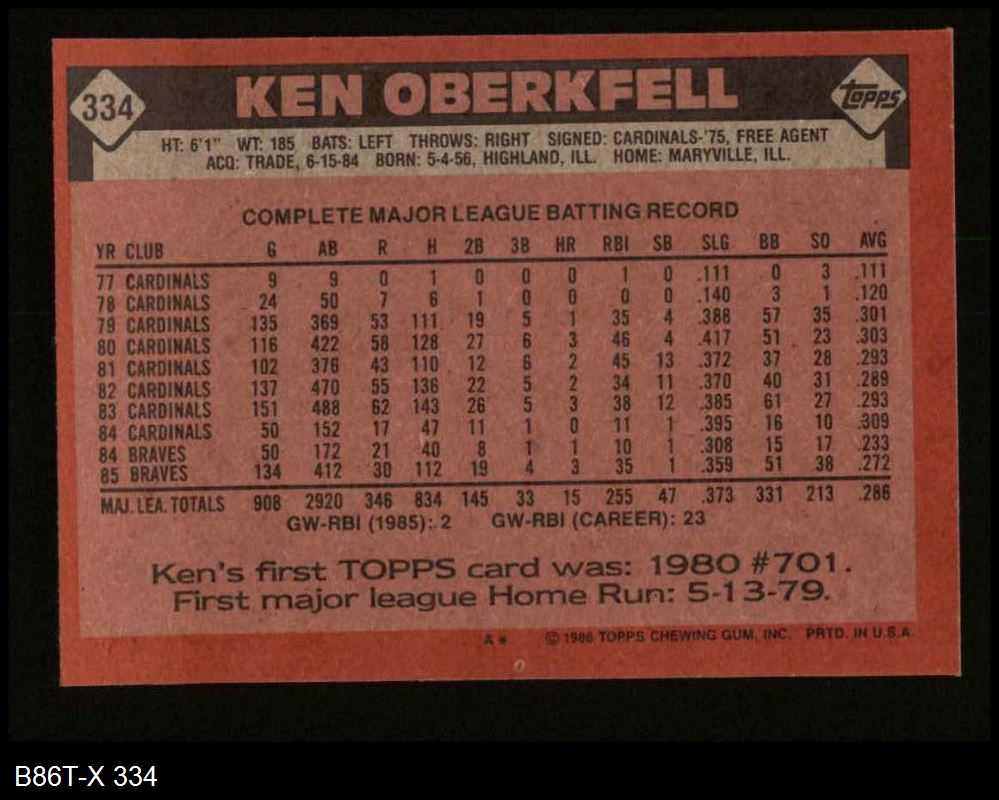 334
KEN OBERKFELL
topps
HT: 6'1" WT: 185 BATS: LEFT THROWS: RIGHT SIGNED: CARDINALS-'75, FREE AGENT
ACQ: TRADE, 6-15-84 BORN: 5-4-56, HIGHLAND, ILL. HOME: MARYVILLE, ILL.
COMPLETE MAJOR LEAGUE BATTING RECORD
YR CLUB G AB R H 2B 3B HR RBI SB SLG BB SO AVG
77 CARDINALS 9 9 0 1 0 0 0 1 0 .111 0 3 .111
78 CARDINALS 24 50 7 6 1 0 0 0 0 .140 3 1 .120
79 CARDINALS 135 369 53 111 19 5 1 35 4 .388 57 35 .301
80 CARDINALS 116 422 58 128 27 6 3 46 4 .417 51 23 .303
81 CARDINALS 102 376 43 110 12 6 2 45 13 .372 37 28 .293
82 CARDINALS 137 470 55 136 22 5 2 34 11 .370 40 31 .289
83 CARDINALS 151 488 62 143 26 5 3 38 12 .385 61 27 .293
84 CARDINALS 50 152 17 47 11 1 0 11 1 .395 16 10 .309
84 BRAVES 50 172 21 40 8 1 1 10 1 .308 15 17 .233
85 BRAVES 134 412 30 112 19 4 3 35 1 .359 51 38 .272
MAJ. LEA. TOTALS 908 2920 346 834 145 33 15 255 47 .373 331 213 .286
GW-RBI (1985): 2 GW-RBI (CAREER): 23
Ken's first TOPPS card was: 1980 #701.
First major league Home Run: 5-13-79.
A* © 1986 TOPPS CHEWING GUM, INC. PRTD. IN U.S.A.
B86T-X 334